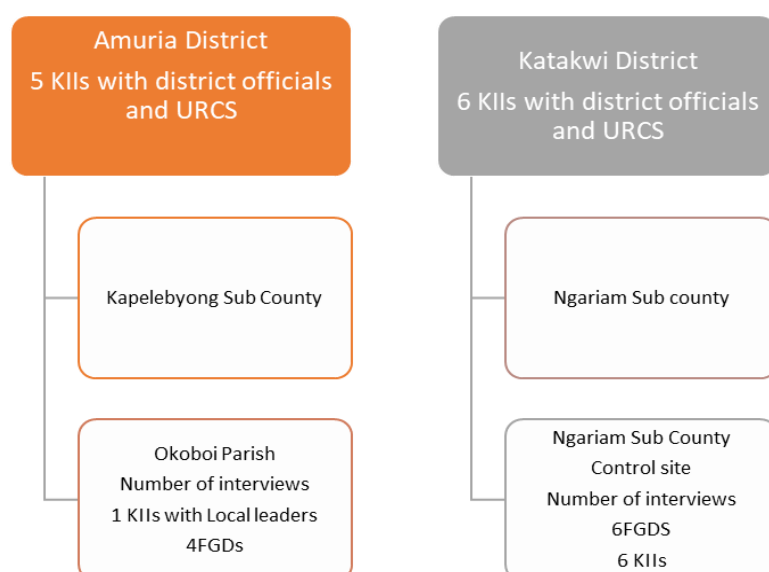 Amuria District
5 KIIs with district officials
and URCS
Kapelebyong Sub County
Okoboi Parish
Number of interviews
1 KIIs with Local leaders
4FGDs
Katakwi District
6 KIIs with district officials
and URCS
Ngariam Sub county
Ngariam Sub County
Control site
Number of interviews
6FGDS
6 KIIs